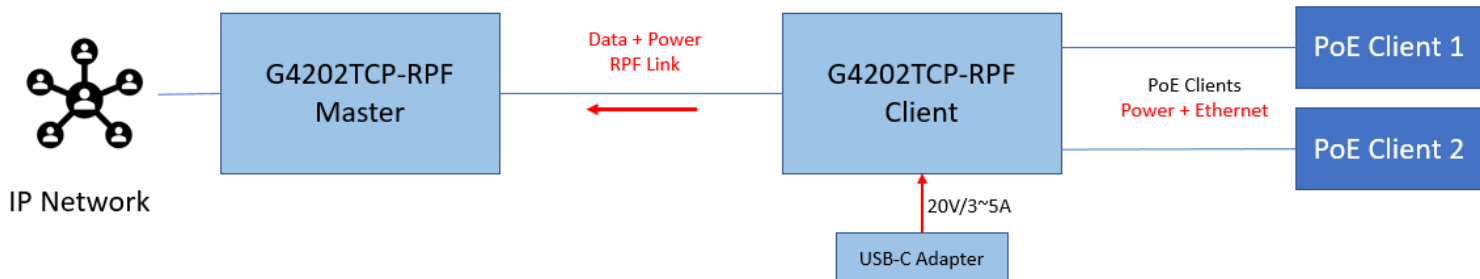 IP Network
G4202TCP-RPF
Master
Data + Power
RPF Link
G4202TCP-RPF
Client
20V/3~5A
USB-C Adapter
PoE Clients
Power + Ethernet
PoE Client 1
PoE Client 2